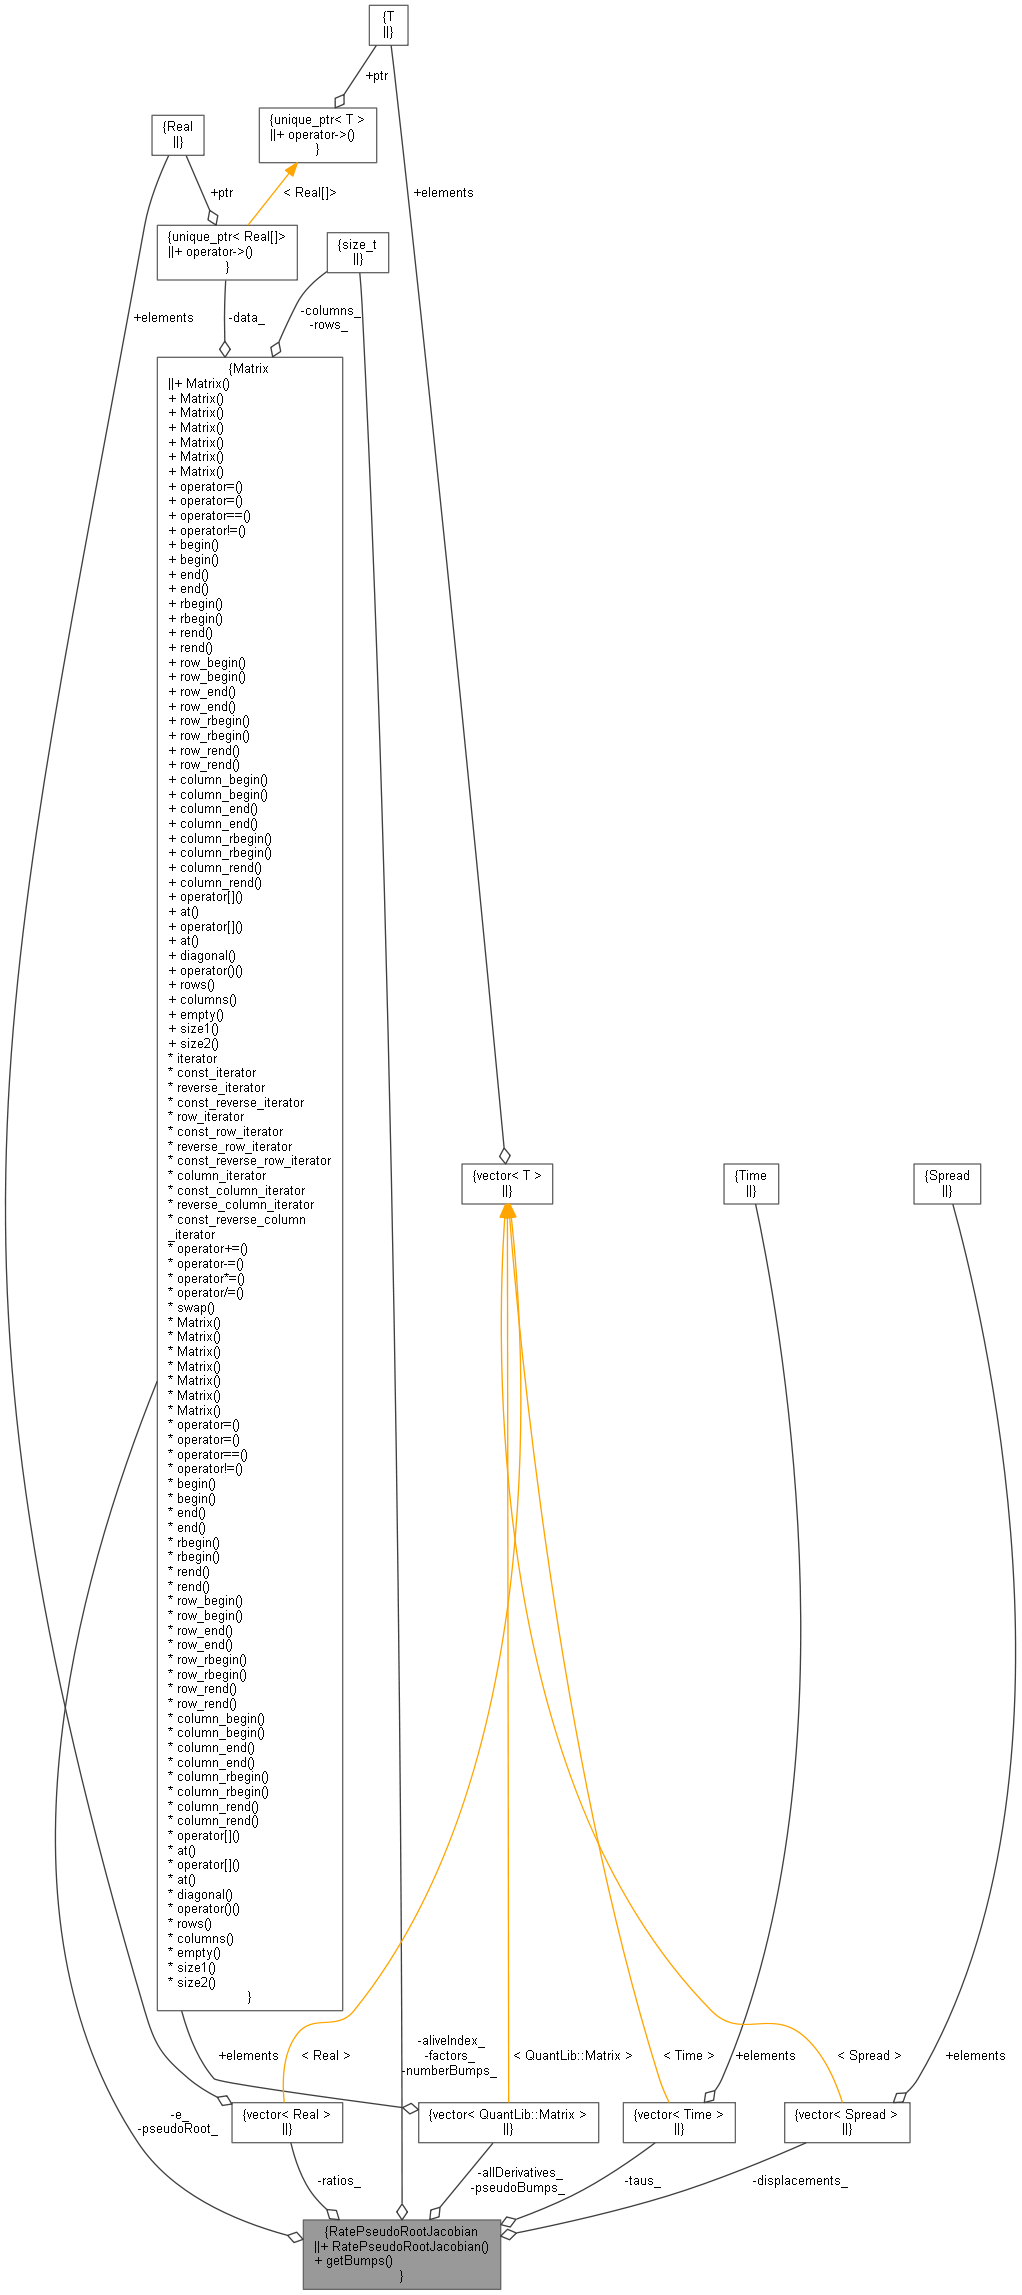 {T
||}
+ptr
{unique_ptr< T >
||+ operator->()
}
{Real
||}
+ptr
< Real[]>
+elements
{unique_ptr< Real[]>
||+ operator->()
}
{size_t
||}
+elements
-data_
-columns_
-rows_
{Matrix
||+ Matrix()
+ Matrix()
+ Matrix()
+ Matrix()
+ Matrix()
+ Matrix()
+ Matrix()
+ operator=()
+ operator=()
+ operator==()
+ operator!=()
+ begin()
+ begin()
+ end()
+ end()
+ rbegin()
+ rbegin()
+ rend()
+ rend()
+ row_begin()
+ row_begin()
+ row_end()
+ row_end()
+ row_rbegin()
+ row_rbegin()
+ row_rend()
+ row_rend()
+ column_begin()
+ column_begin()
+ column_end()
+ column_end()
+ column_rbegin()
+ column_rbegin()
+ column_rend()
+ column_rend()
+ operator[]()
+ at()
+ operator[]()
+ at()
+ diagonal()
+ operator()()
+ rows()
+ columns()
+ empty()
+ size1()
+ size2()
* iterator
* const_iterator
* reverse_iterator
* const_reverse_iterator
* row_iterator
* const_row_iterator
* reverse_row_iterator
* const_reverse_row_iterator
* column_iterator
* const_column_iterator
* reverse_column_iterator
* const_reverse_column
_iterator
* operator+=()
* operator-=()
* operator*=()
* operator/=()
* swap()
* Matrix()
* Matrix()
* Matrix()
* Matrix()
* Matrix()
* Matrix()
* Matrix()
* operator=()
* operator=()
* operator==()
* operator!=()
* begin()
* begin()
* end()
* end()
* rbegin()
* rbegin()
* rend()
* rend()
* row_begin()
* row_begin()
* row_end()
* row_end()
* row_rbegin()
* row_rbegin()
* row_rend()
* row_rend()
* column_begin()
* column_begin()
* column_end()
* column_end()
* column_rbegin()
* column_rbegin()
* column_rend()
* column_rend()
* operator[]()
* at()
* operator[]()
* at()
* diagonal()
* operator()()
* rows()
* columns()
* empty()
* size1()
* size2()
}
{vector< T >
||}
{Time
||}
{Spread
||}
+elements
< Real >
-aliveIndex_
-factors_
-numberBumps_
< QuantLib::Matrix >
< Time >
+elements
< Spread >
+elements
-e_
-pseudoRoot_
{vector< Real >
||}
{vector< QuantLib::Matrix >
||}
{vector< Time >
||}
{vector< Spread >
||}
-ratios_
-allDerivatives_
-pseudoBumps_
-taus_
-displacements_
{RatePseudoRootJacobian
||+ RatePseudoRootJacobian()
+ getBumps()
}